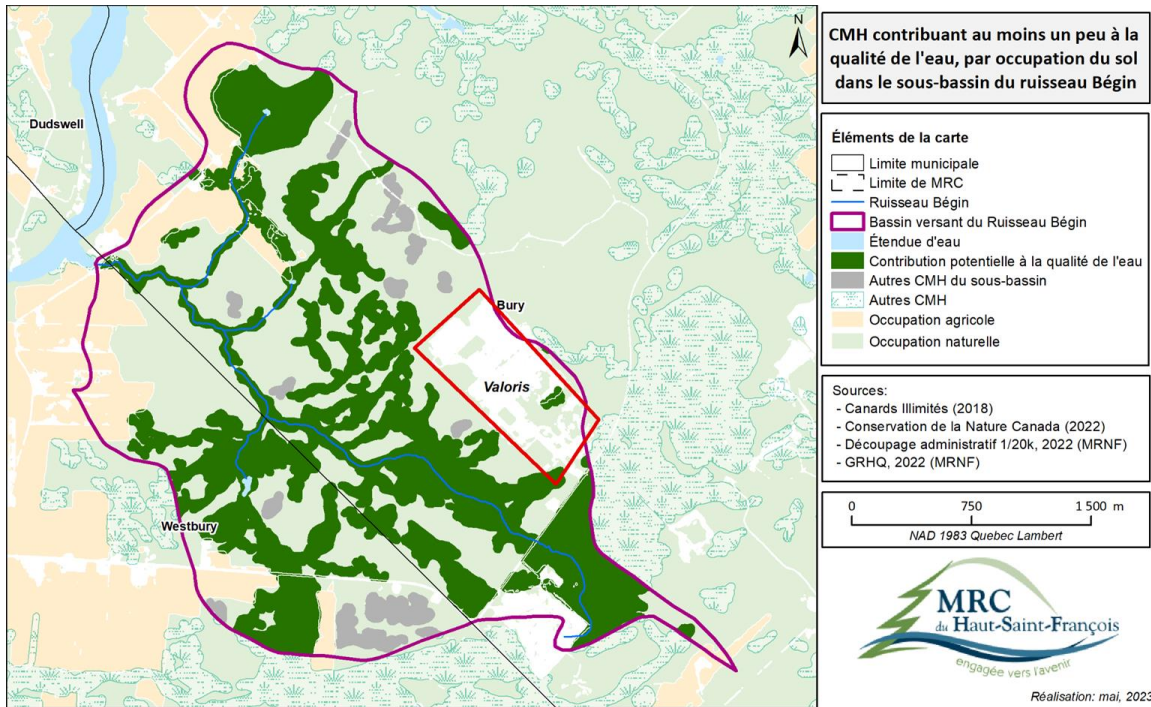 N
Dudswell
Bury
Valoris
Westbury
CMH contribuant au moins un peu à la
qualité de l'eau, par occupation du sol
dans le sous-bassin du ruisseau Bégin
Éléments de la carte
Limite municipale
Limite de MRC
Ruisseau Bégin
Bassin versant du Ruisseau Bégin
Étendue d'eau
Contribution potentielle à la qualité de l'eau
Autres CMH du sous-bassin
Autres CMH
Occupation agricole
Occupation naturelle
Sources:
- Canards Illimités (2018)
- Conservation de la Nature Canada (2022)
- Découpage administratif 1/20k, 2022 (MRNF)
- GRHQ, 2022 (MRNF)
0 750 1 500 m
NAD 1983 Quebec Lambert
MRC
du Haut-Saint-François
engagée vers l'avenir
Réalisation: mai, 2023